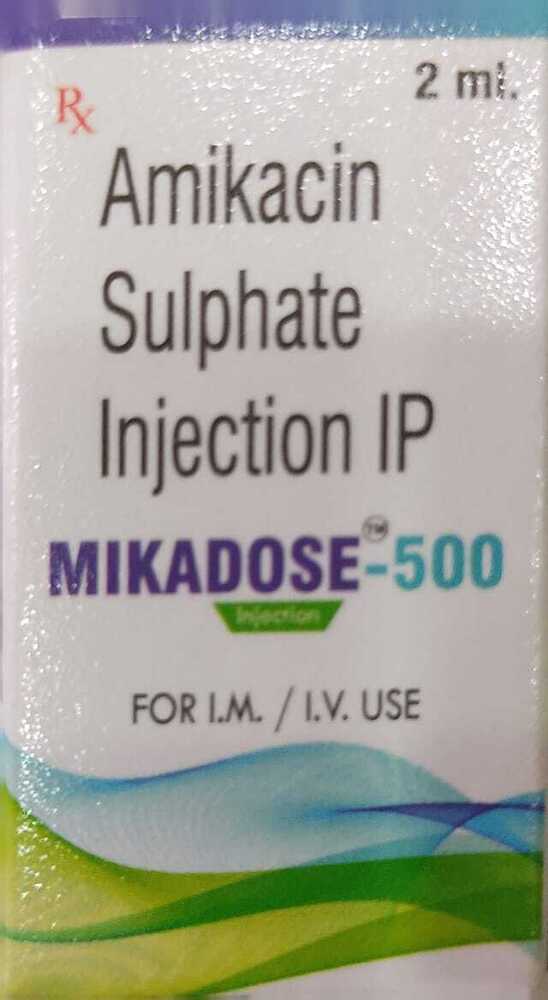 2 ml.
Rx
Amikacin
Sulphate
Injection IP
MIKADOSE™-500
Injection
FOR I.M. / I.V. USE